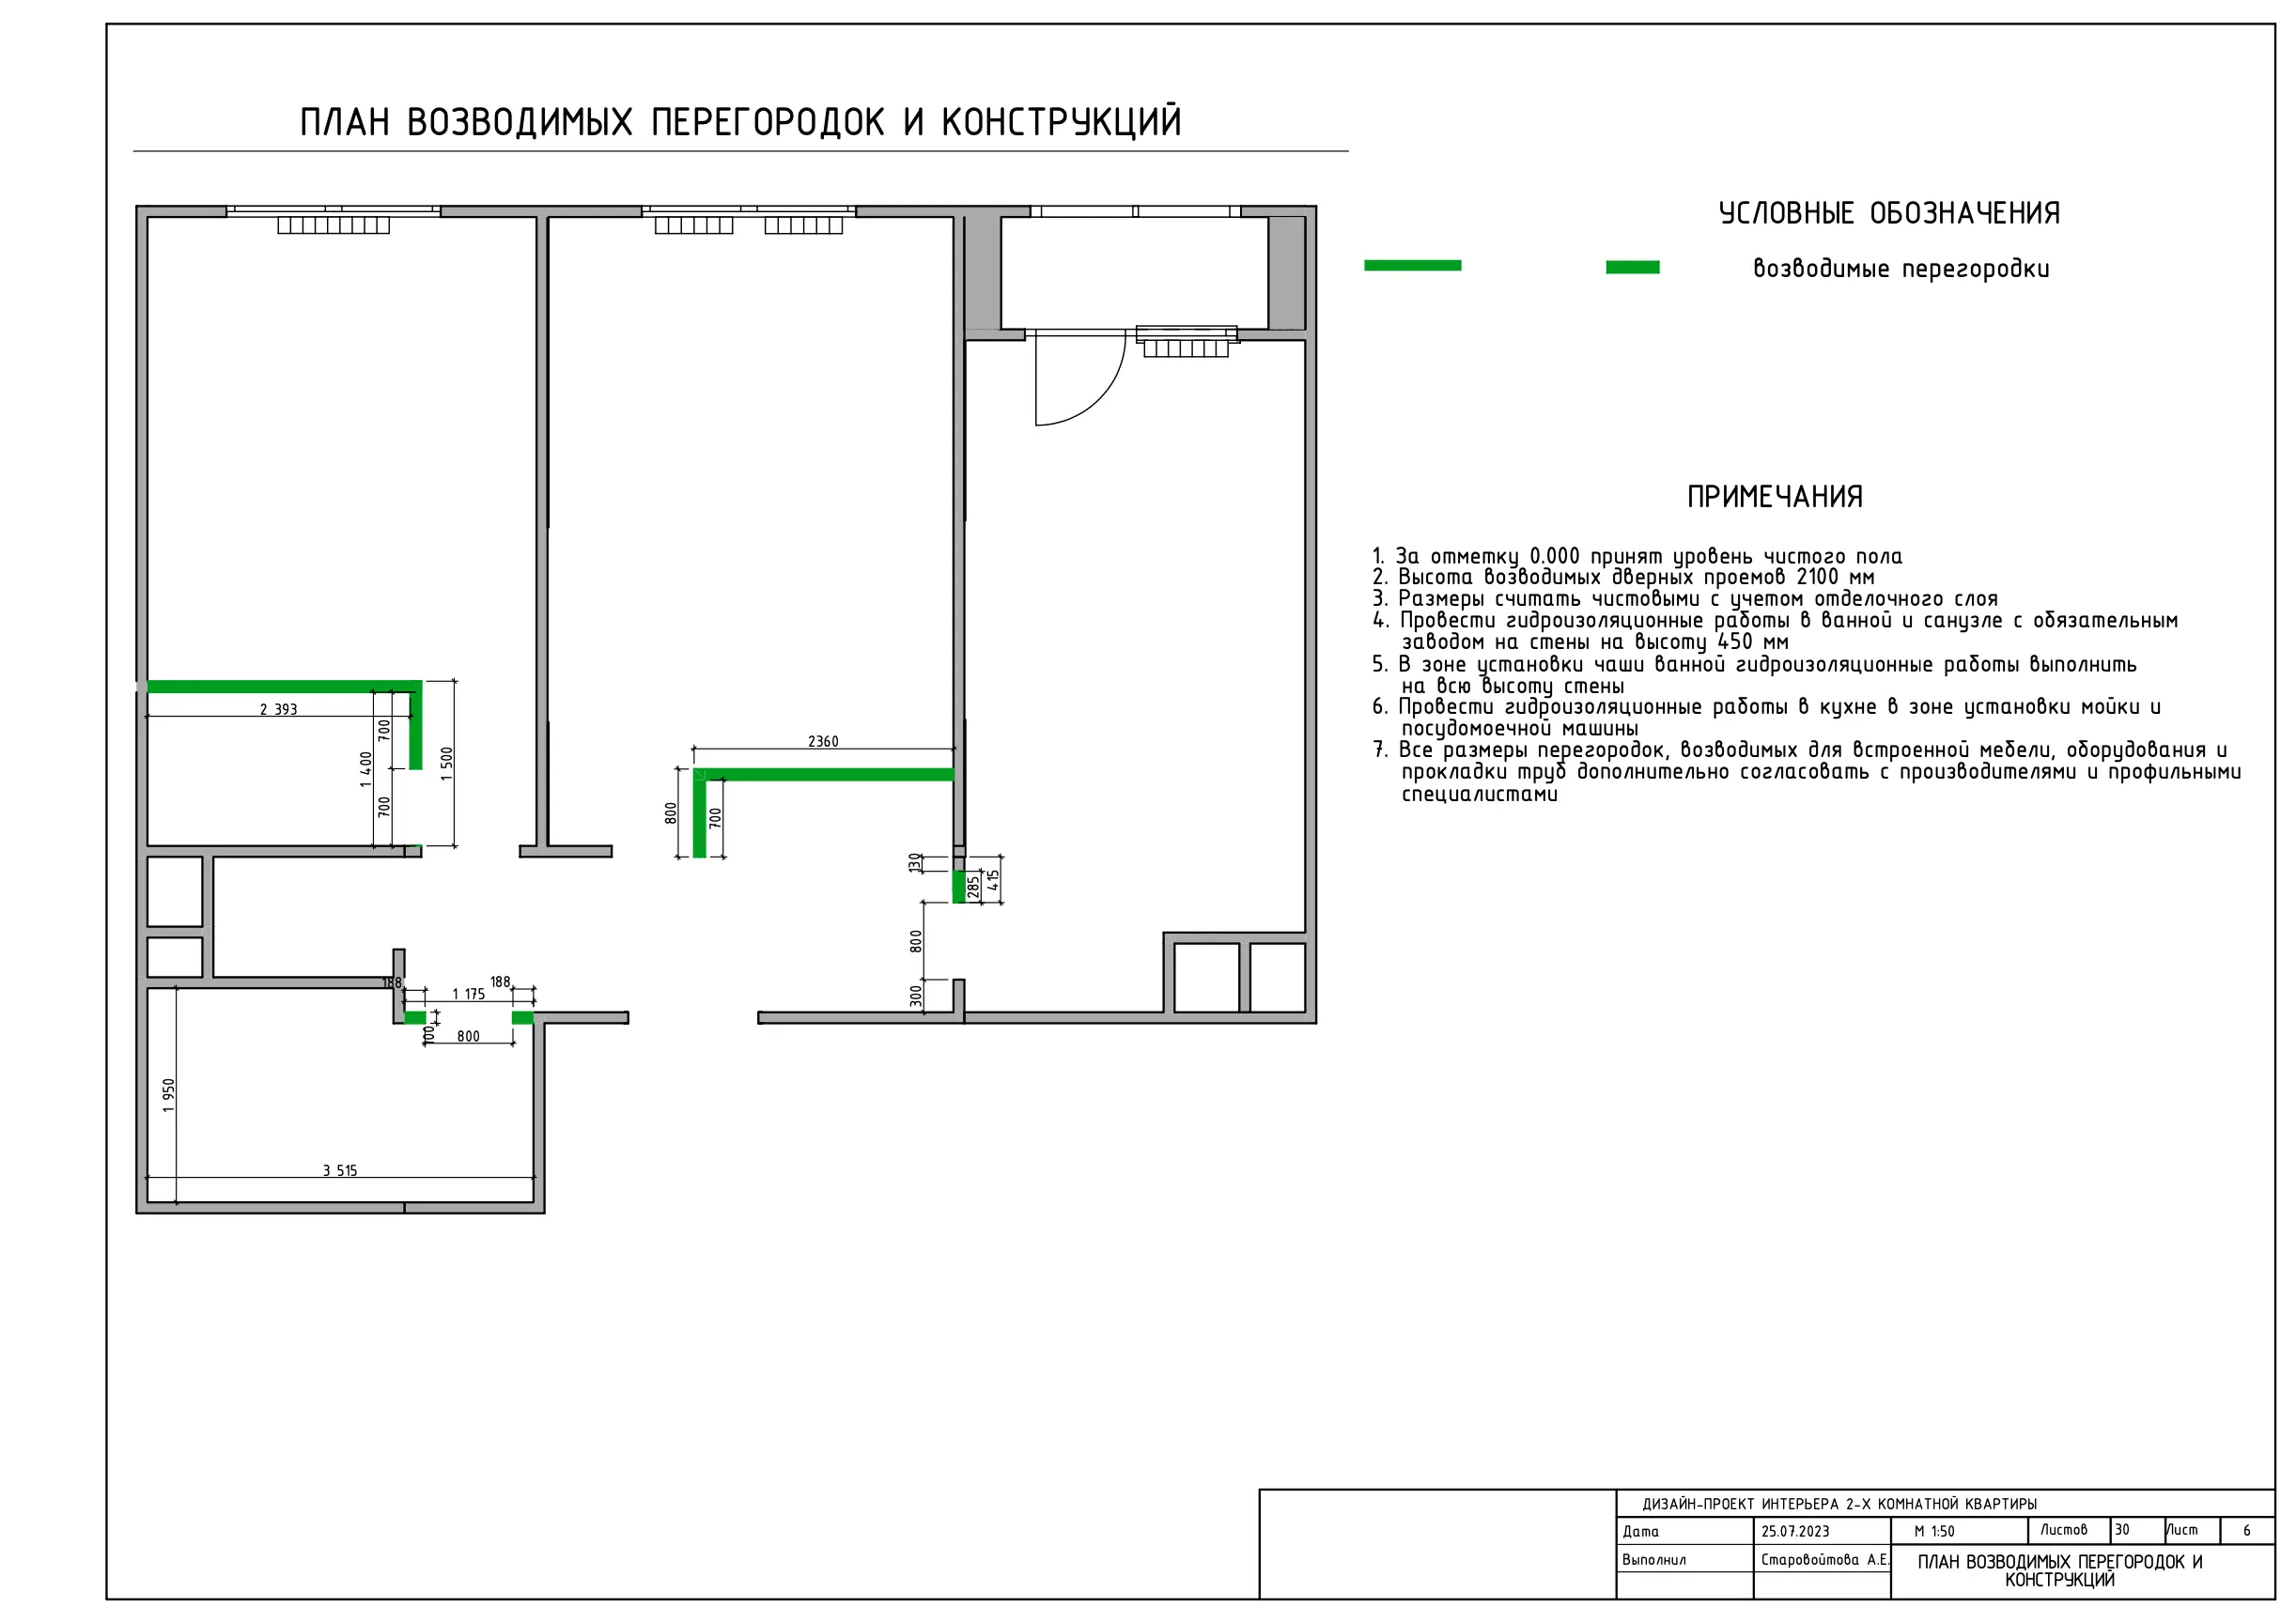 ПЛАН ВОЗВОДИМЫХ ПЕРЕГОРОДОК И КОНСТРУКЦИЙ
УСЛОВНЫЕ ОБОЗНАЧЕНИЯ
возводимые перегородки
ПРИМЕЧАНИЯ
1. За отметку 0.000 принят уровень чистого пола
2. Высота возводимых дверных проемов 2100 мм
3. Размеры считать чистовыми с учетом отделочного слоя
4. Провести гидроизоляционные работы в ванной и санузле с обязательным
заводом на стены на высоту 450 мм
5. В зоне установки чаши ванной гидроизоляционные работы выполнить
на всю высоту стены
6. Провести гидроизоляционные работы в кухне в зоне установки мойки и
посудомоечной машины
7. Все размеры перегородок, возводимых для встроенной мебели, оборудования и
прокладки труб дополнительно согласовать с производителями и профильными
специалистами
2 393
700
1 400
700
1 500
2360
800
700
130
285
415
800
300
188
188
1 175
100
800
1 950
3 515
ДИЗАЙН-ПРОЕКТ ИНТЕРЬЕРА 2-Х КОМНАТНОЙ КВАРТИРЫ
Дата 25.07.2023 М 1:50 Листов 30 Лист 6
Выполнил Старовойтова А.Е.
ПЛАН ВОЗВОДИМЫХ ПЕРЕГОРОДОК И
КОНСТРУКЦИЙ